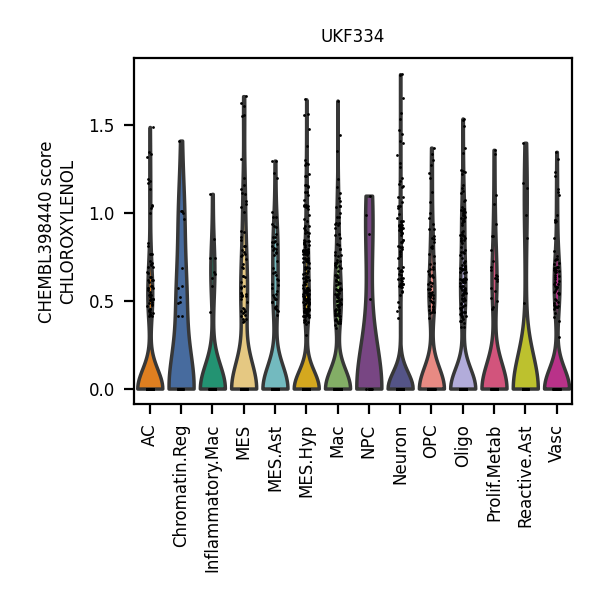 UKF334
CHEMBL398440 score
CHLOROXYLENOL
1.5
1.0
0.5
0.0
AC
Chromatin.Reg
Inflammatory.Mac
MES
MES.Ast
MES.Hyp
Mac
NPC
Neuron
OPC
Oligo
Prolif.Metab
Reactive.Ast
Vasc